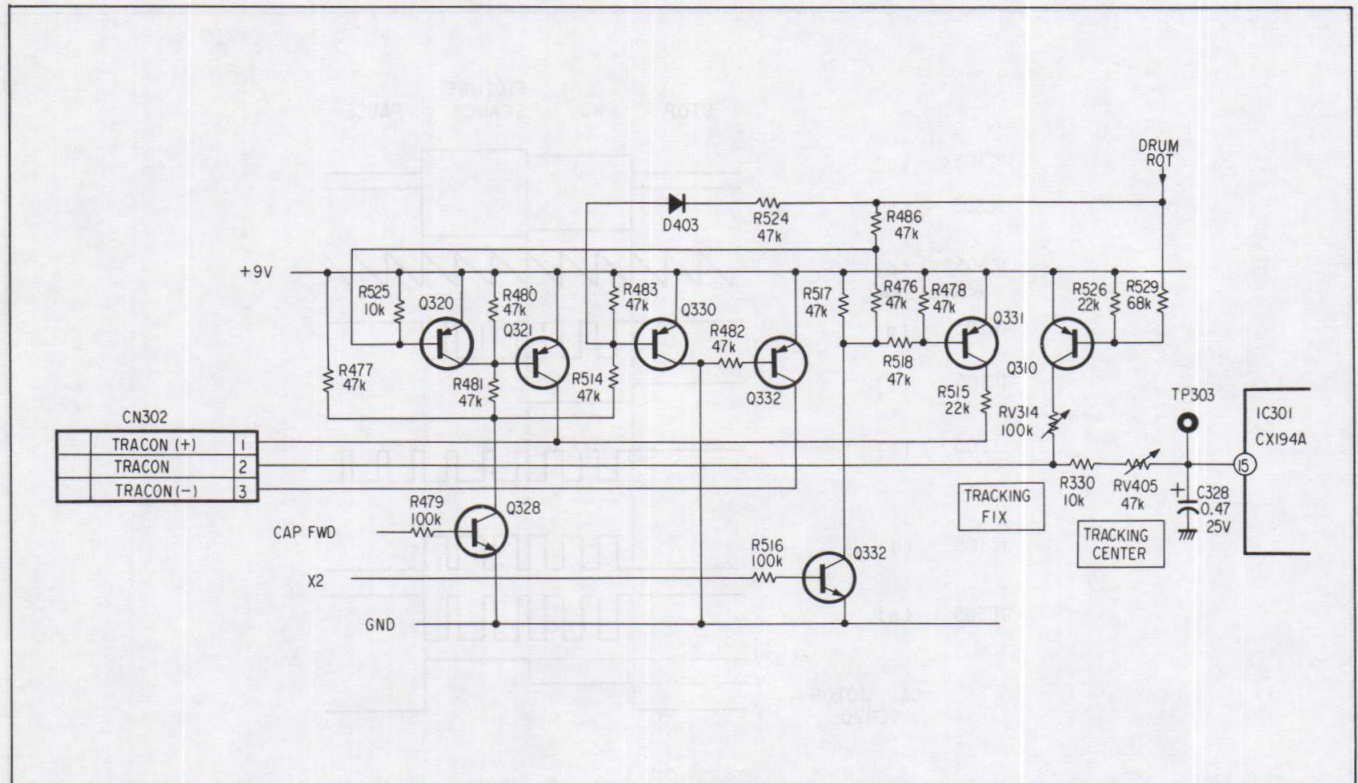 DRUM
ROT
D403
R524
47k
R486
47k
+9V
R525
10k
Q320
R480
47k
Q321
R483
47k
Q330
R482
47k
R517
47k
R476
47k
R478
47k
Q331
R526
22k
R529
68k
R477
47k
R481
47k
R514
47k
Q332
R518
47k
R515
22k
Q310
RV314
100k
TP303
IC301
CX194A
15
CN302
TRACON (+) 1
TRACON 2
TRACON (−) 3
R330
10k
RV405
47k
+
C328
0.47
25V
TRACKING
FIX
TRACKING
CENTER
R479
100k
Q328
CAP FWD
R516
100k
Q332
X2
GND